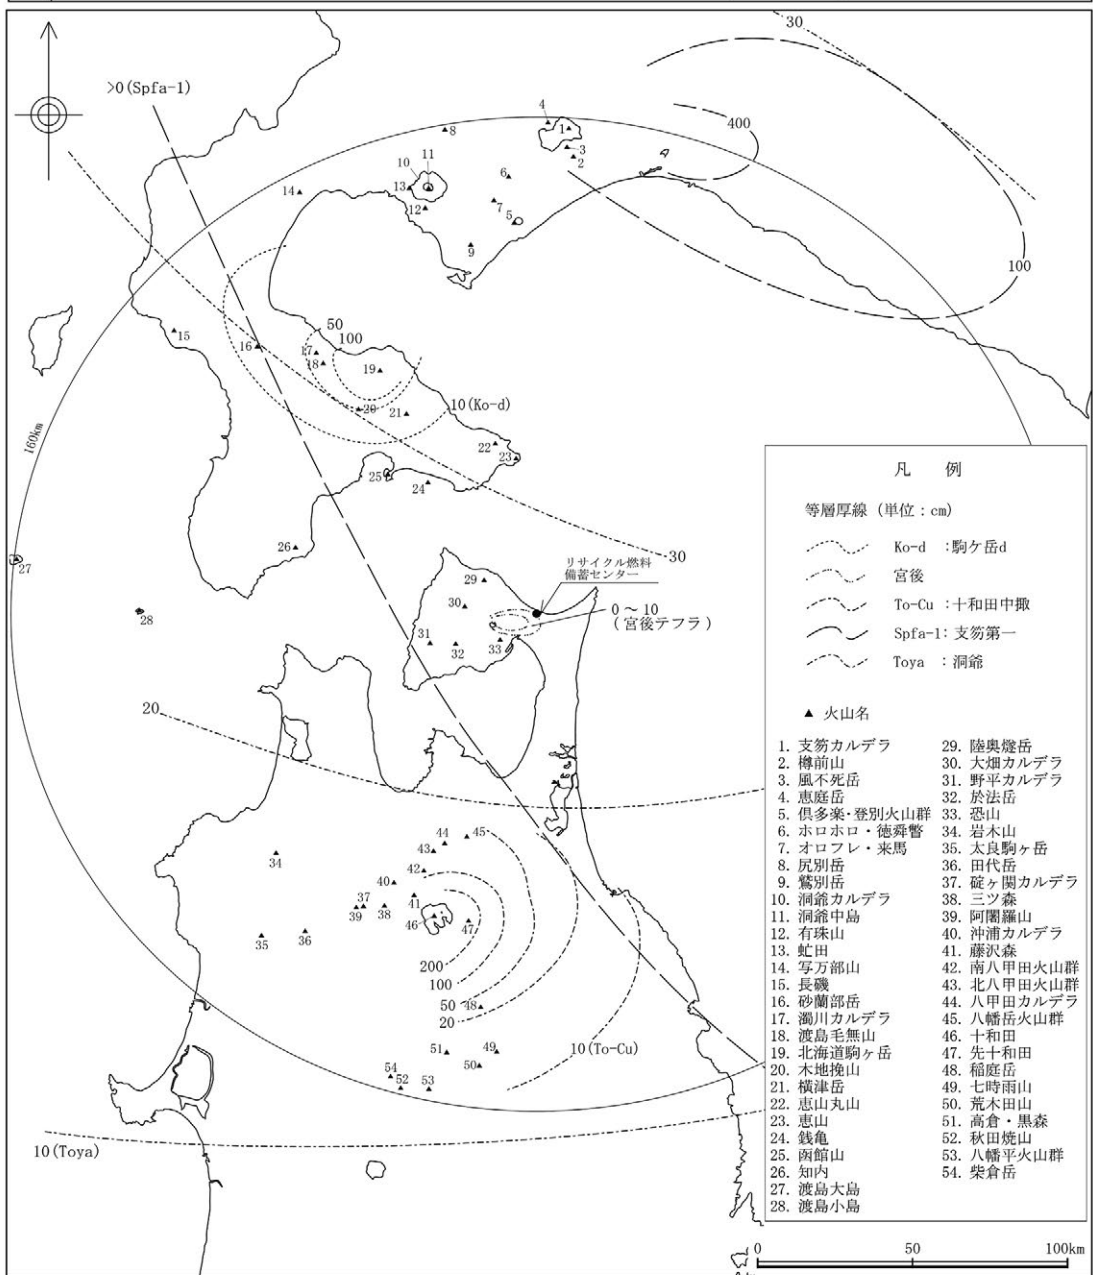 >0(Spfa-1)
30
400
100
4
1
3
2
8
10
11
13
12
6
7
5
9
14
15
16
50
100
17
18
19
20
21
10(Ko-d)
22
23
24
25
26
160km
27
28
30
リサイクル燃料
備蓄センター
29
30
31
32
33
0～10
(宮後テフラ)
20
34
35
36
37
38
39
40
41
42
43
44
45
46
47
200
100
50
20
48
49
50
51
52
53
54
10(To-Cu)
10(Toya)
凡 例
等層厚線(単位:cm)
Ko-d :駒ケ岳d
宮後
To-Cu :十和田中掫
Spfa-1:支笏第一
Toya :洞爺
▲ 火山名
1. 支笏カルデラ
2. 樽前山
3. 風不死岳
4. 恵庭岳
5. 倶多楽・登別火山群
6. ホロホロ・徳舜瞥
7. オロフレ・来馬
8. 尻別岳
9. 鷲別岳
10. 洞爺カルデラ
11. 洞爺中島
12. 有珠山
13. 虻田
14. 写万部山
15. 長磯
16. 砂蘭部岳
17. 濁川カルデラ
18. 渡島毛無山
19. 北海道駒ヶ岳
20. 木地挽山
21. 横津岳
22. 恵山丸山
23. 恵山
24. 銭亀
25. 函館山
26. 知内
27. 渡島大島
28. 渡島小島
29. 陸奥燧岳
30. 大畑カルデラ
31. 野平カルデラ
32. 於法岳
33. 恐山
34. 岩木山
35. 太良駒ヶ岳
36. 田代岳
37. 碇ヶ関カルデラ
38. 三ツ森
39. 阿闍羅山
40. 沖浦カルデラ
41. 藤沢森
42. 南八甲田火山群
43. 北八甲田火山群
44. 八甲田カルデラ
45. 八幡岳火山群
46. 十和田
47. 先十和田
48. 稲庭岳
49. 七時雨山
50. 荒木田山
51. 高倉・黒森
52. 秋田焼山
53. 八幡平火山群
54. 柴倉岳
0 50 100km